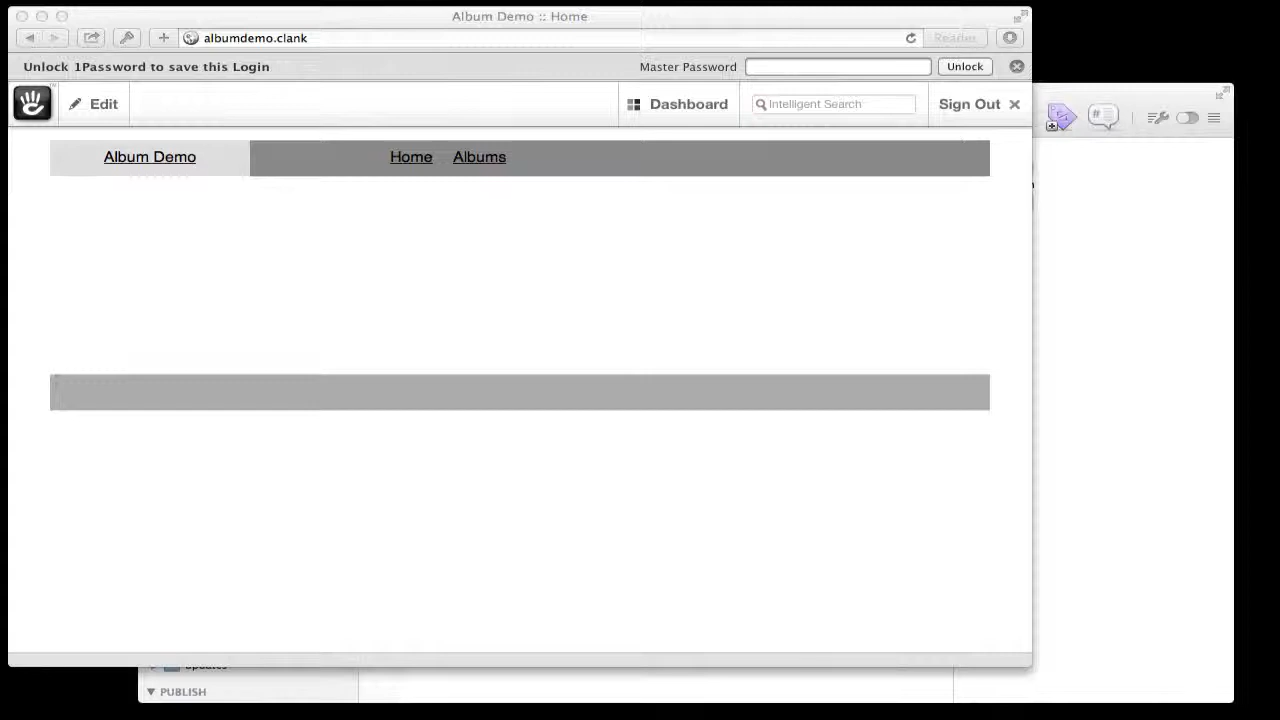 Album Demo :: Home
albumdemo.clank
Reader
Unlock 1Password to save this Login
Master Password
Unlock
Edit
Dashboard
Intelligent Search
Sign Out
Album Demo
Home
Albums
PUBLISH